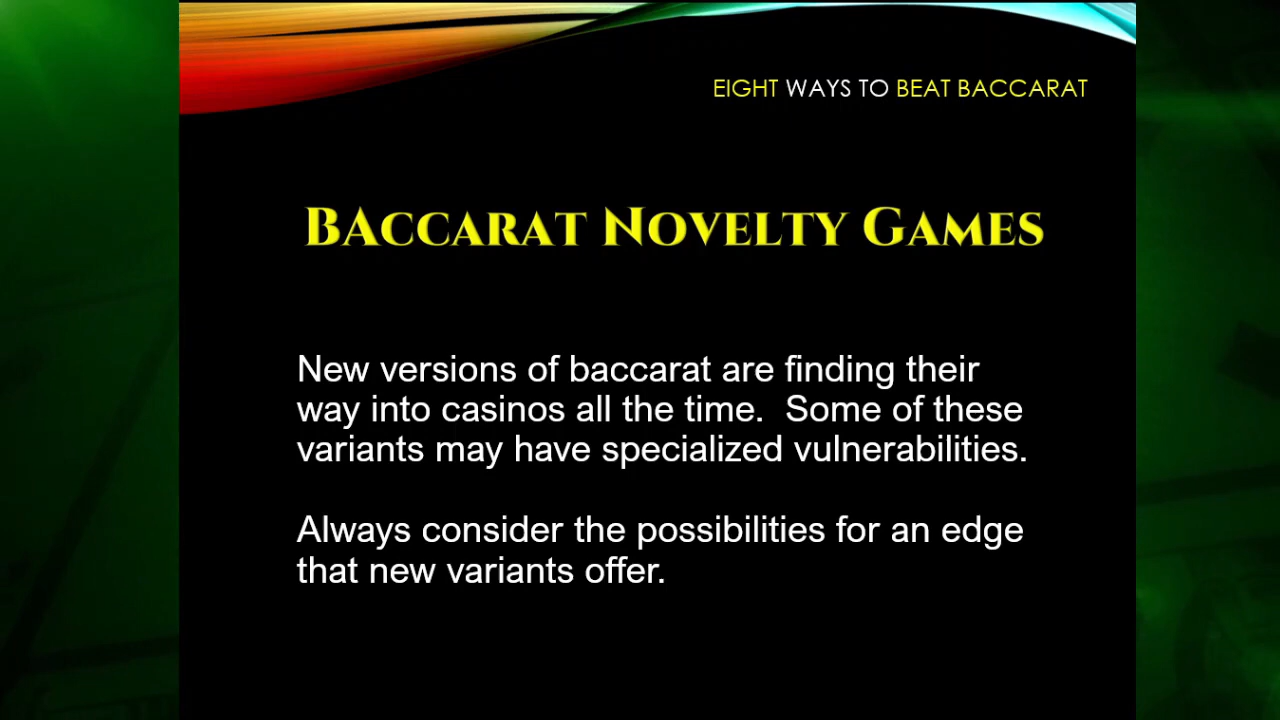 EIGHT WAYS TO BEAT BACCARAT
BACCARAT NOVELTY GAMES
New versions of baccarat are finding their
way into casinos all the time.  Some of these
variants may have specialized vulnerabilities.
Always consider the possibilities for an edge
that new variants offer.